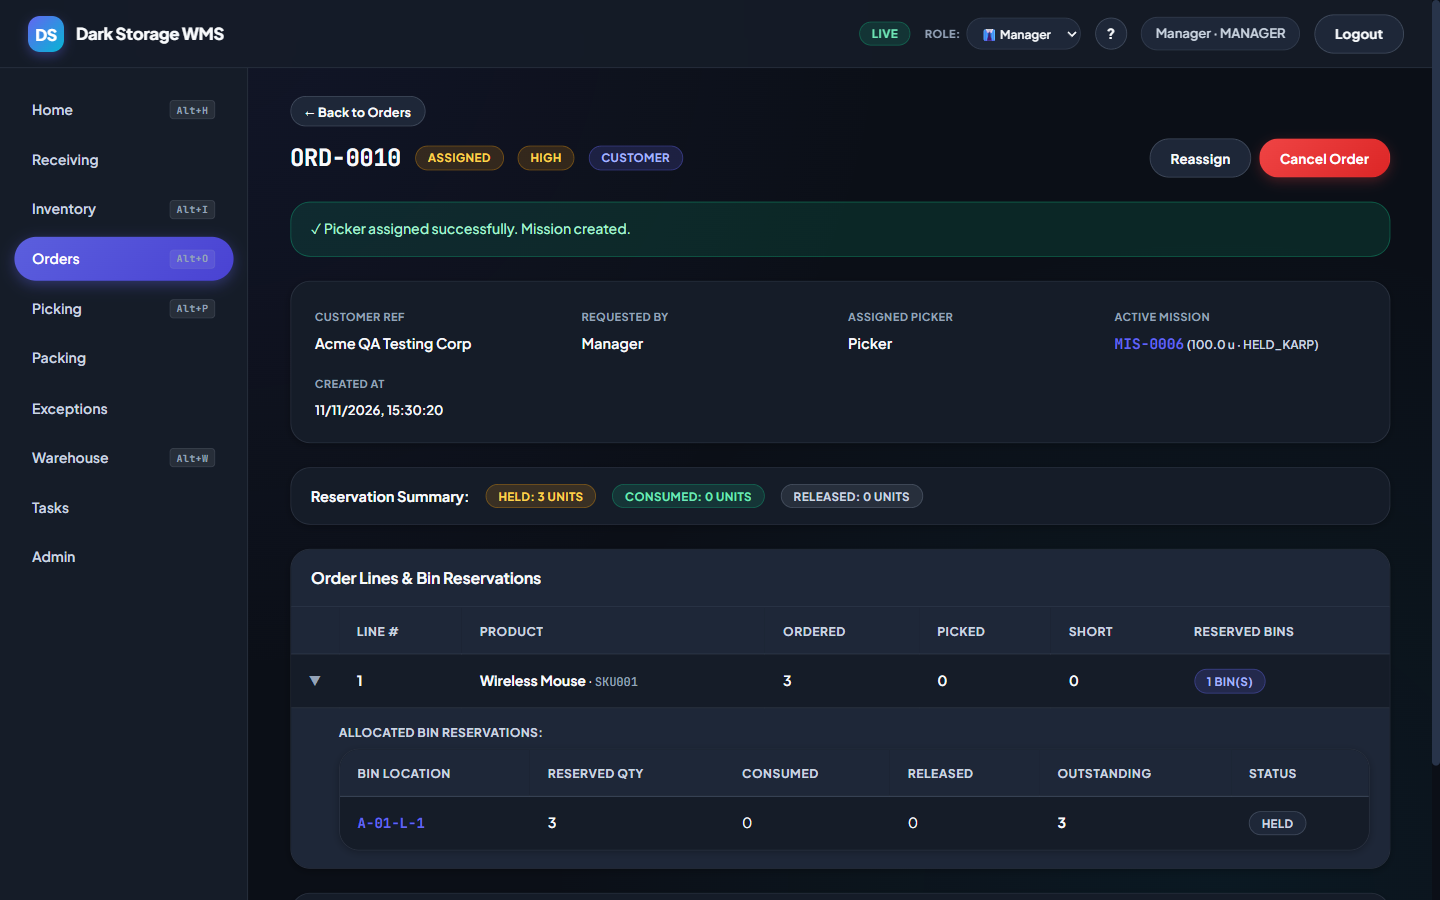 DS Dark Storage WMS LIVE ROLE: Manager ? Manager · MANAGER Logout
Home Alt+H
Receiving
Inventory Alt+I
Orders Alt+O
Picking Alt+P
Packing
Exceptions
Warehouse Alt+W
Tasks
Admin
← Back to Orders
ORD-0010 ASSIGNED HIGH CUSTOMER Reassign Cancel Order
✓ Picker assigned successfully. Mission created.
CUSTOMER REF REQUESTED BY ASSIGNED PICKER ACTIVE MISSION
Acme QA Testing Corp Manager Picker MIS-0006 (100.0 u · HELD_KARP)
CREATED AT
11/11/2026, 15:30:20
Reservation Summary: HELD: 3 UNITS CONSUMED: 0 UNITS RELEASED: 0 UNITS
Order Lines & Bin Reservations
LINE # PRODUCT ORDERED PICKED SHORT RESERVED BINS
▼ 1 Wireless Mouse · SKU001 3 0 0 1 BIN(S)
ALLOCATED BIN RESERVATIONS:
BIN LOCATION RESERVED QTY CONSUMED RELEASED OUTSTANDING STATUS
A-01-L-1 3 0 0 3 HELD